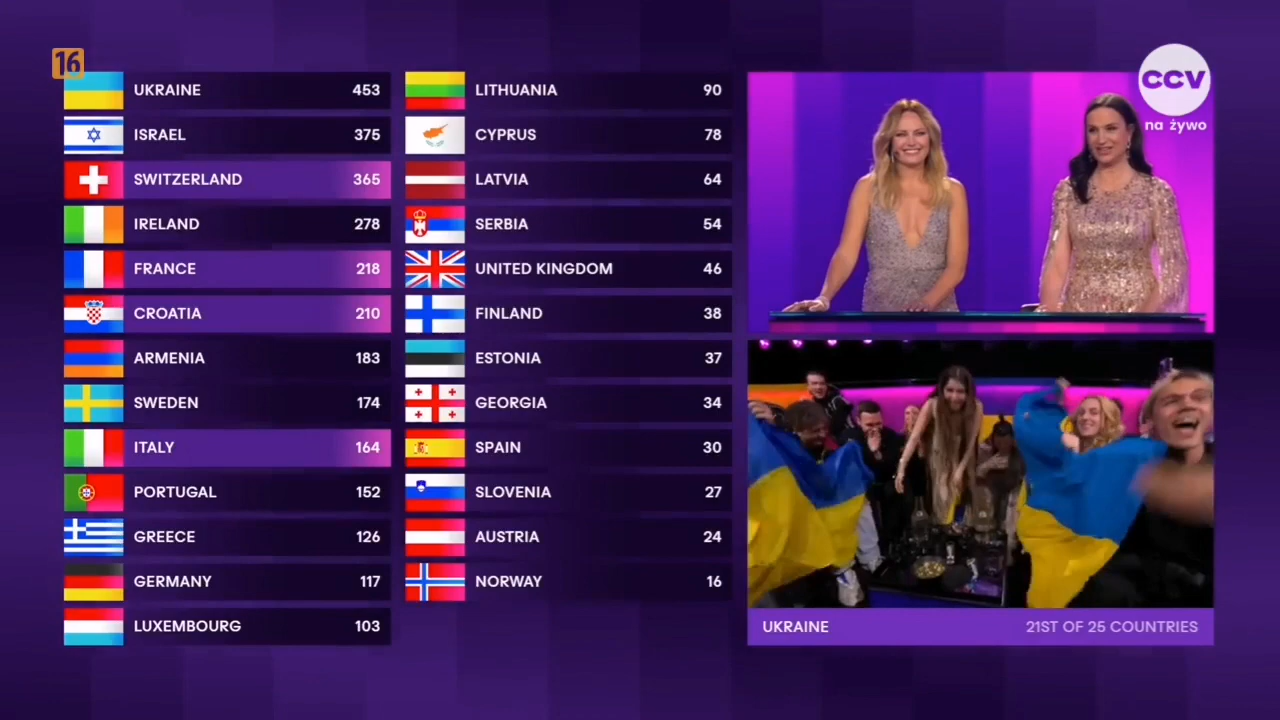 16
UKRAINE 453
ISRAEL 375
SWITZERLAND 365
IRELAND 278
FRANCE 218
CROATIA 210
ARMENIA 183
SWEDEN 174
ITALY 164
PORTUGAL 152
GREECE 126
GERMANY 117
LUXEMBOURG 103
LITHUANIA 90
CYPRUS 78
LATVIA 64
SERBIA 54
UNITED KINGDOM 46
FINLAND 38
ESTONIA 37
GEORGIA 34
SPAIN 30
SLOVENIA 27
AUSTRIA 24
NORWAY 16
CCV
na żywo
UKRAINE 21ST OF 25 COUNTRIES